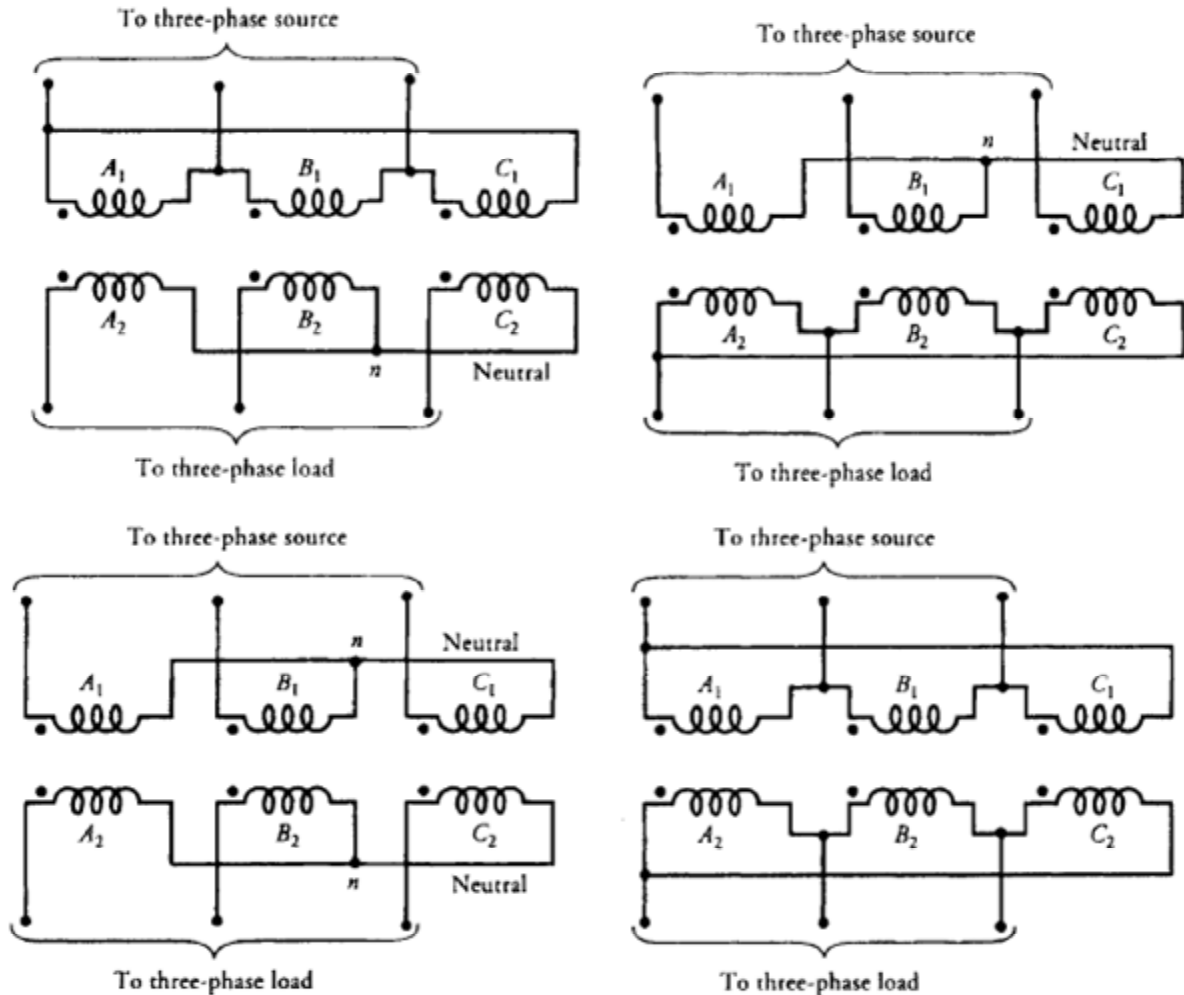 To three-phase source
A1 B1 C1
A2 B2 C2
n
Neutral
To three-phase load
To three-phase source
n Neutral
A1 B1 C1
A2 B2 C2
To three-phase load
To three-phase source
n Neutral
A1 B1 C1
A2 B2 C2
n Neutral
To three-phase load
To three-phase source
A1 B1 C1
A2 B2 C2
To three-phase load